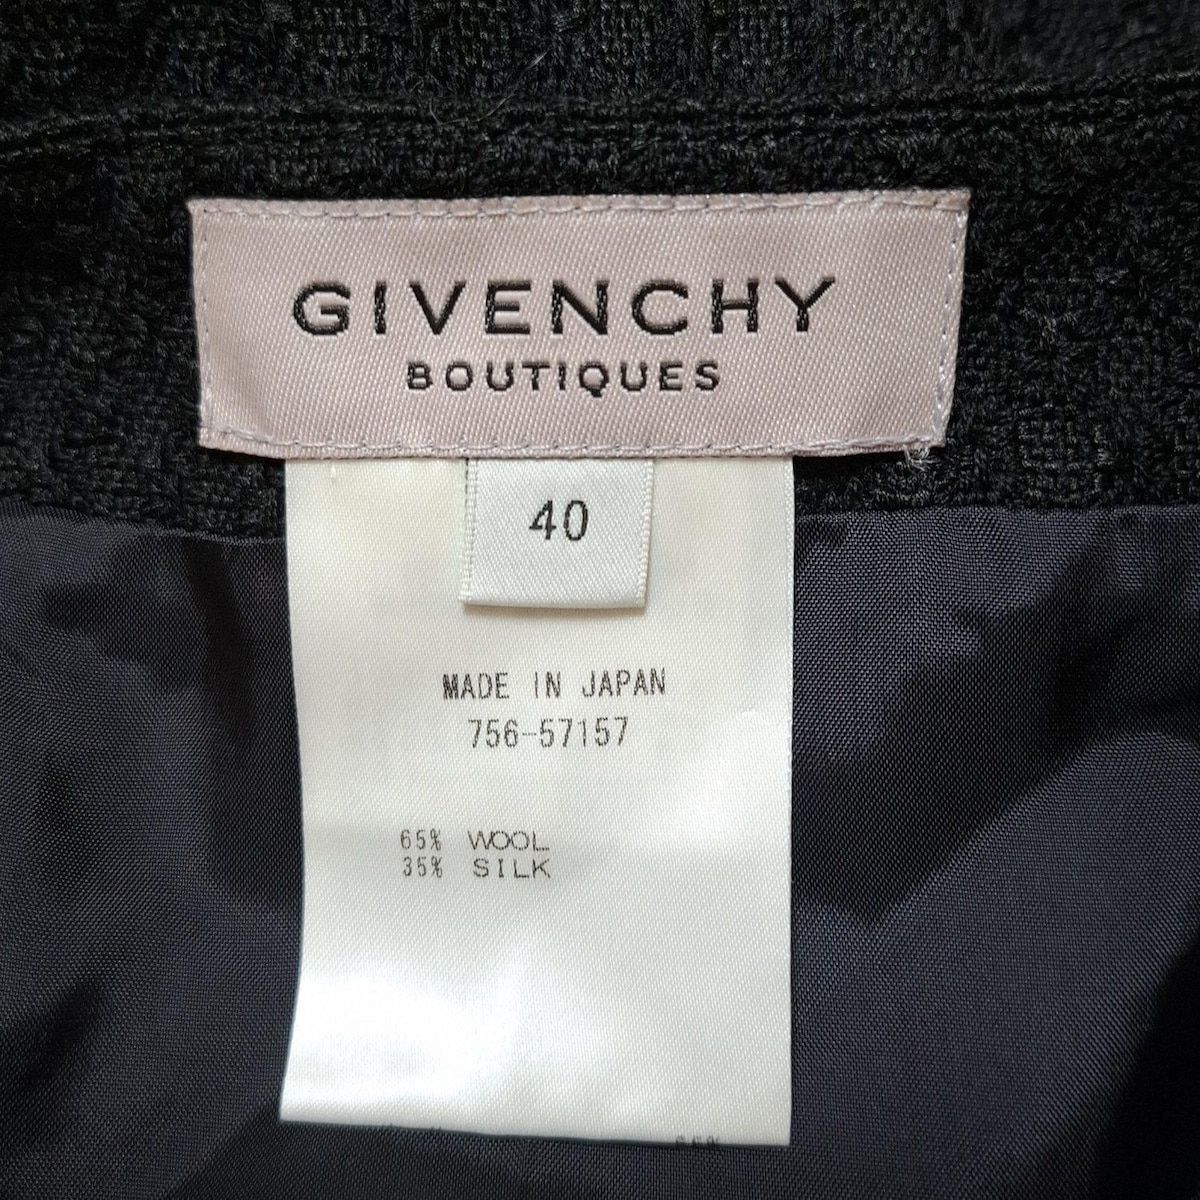 GIVENCHY
BOUTIQUES
40
MADE IN JAPAN
756-57157
65% WOOL
35% SILK